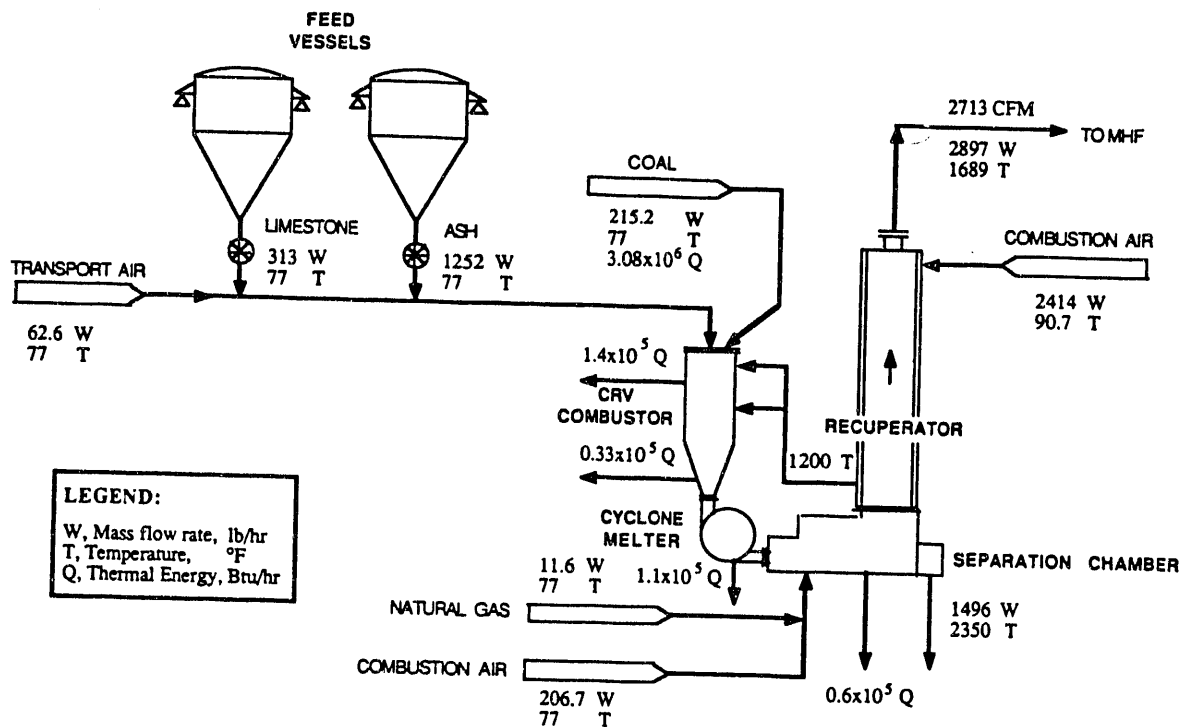 FEED
VESSELS
2713 CFM
TO MHF
2897 W
1689 T
COAL
215.2 W
77 T
3.08x10⁶ Q
LIMESTONE
313 W
77 T
ASH
1252 W
77 T
COMBUSTION AIR
2414 W
90.7 T
TRANSPORT AIR
62.6 W
77 T
1.4x10⁵ Q
CRV
COMBUSTOR
RECUPERATOR
0.33x10⁵ Q
1200 T
LEGEND:
W, Mass flow rate, lb/hr
T, Temperature, °F
Q, Thermal Energy, Btu/hr
CYCLONE
MELTER
SEPARATION CHAMBER
11.6 W
77 T
1.1x10⁵ Q
NATURAL GAS
1496 W
2350 T
COMBUSTION AIR
206.7 W
77 T
0.6x10⁵ Q